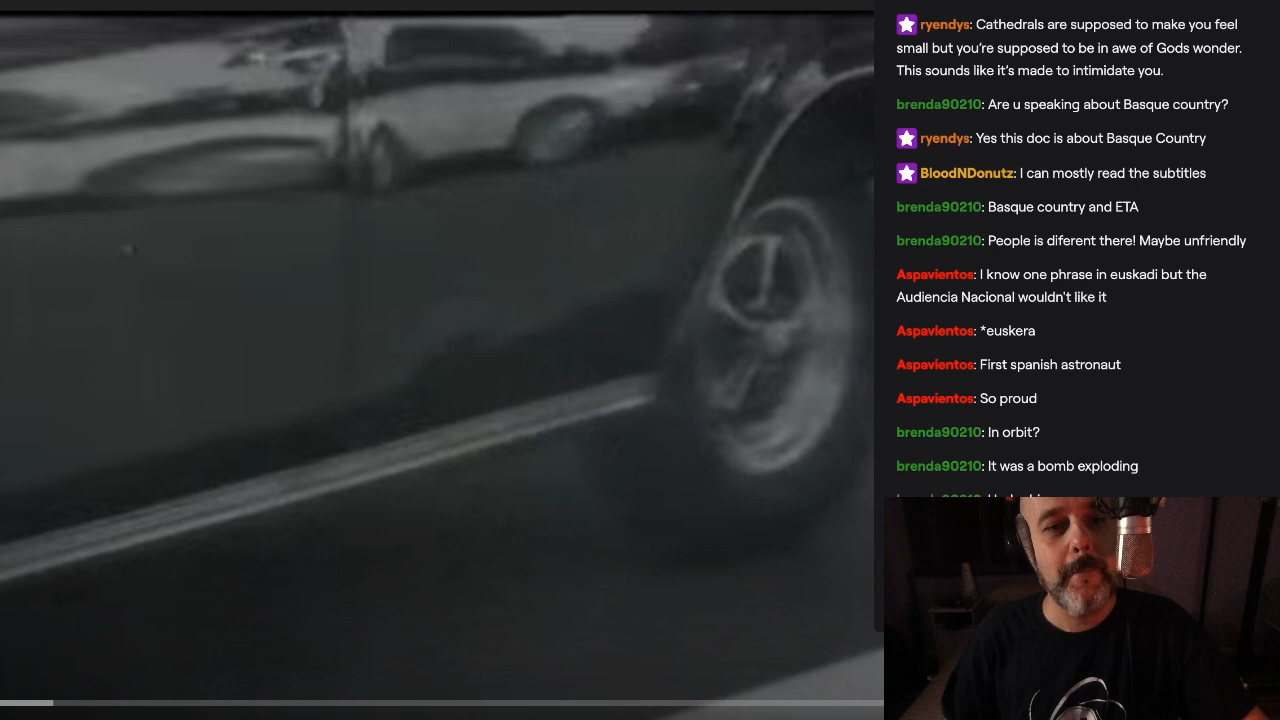 ryendys: Cathedrals are supposed to make you feel
small but you’re supposed to be in awe of Gods wonder.
This sounds like it’s made to intimidate you.
brenda90210: Are u speaking about Basque country?
ryendys: Yes this doc is about Basque Country
BloodNDonutz: I can mostly read the subtitles
brenda90210: Basque country and ETA
brenda90210: People is diferent there! Maybe unfriendly
Aspavientos: I know one phrase in euskadi but the
Audiencia Nacional wouldn't like it
Aspavientos: *euskera
Aspavientos: First spanish astronaut
Aspavientos: So proud
brenda90210: In orbit?
brenda90210: It was a bomb exploding